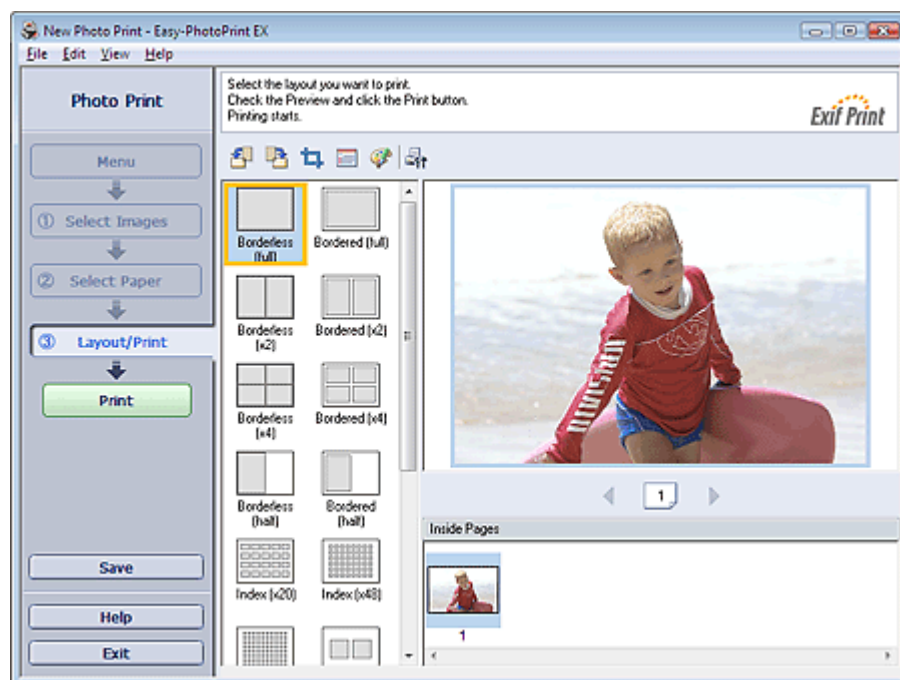 New Photo Print - Easy-PhotoPrint EX
File Edit View Help
Photo Print
Select the layout you want to print.
Check the Preview and click the Print button.
Printing starts.
Exif Print
Menu
① Select Images
② Select Paper
③ Layout/Print
Print
Save
Help
Exit
Borderless
(full)
Bordered (full)
Borderless
(x2)
Bordered (x2)
Borderless
(x4)
Bordered (x4)
Borderless
(half)
Bordered
(half)
Index (x20)
Index (x48)
DIVISION
1
Inside Pages
1